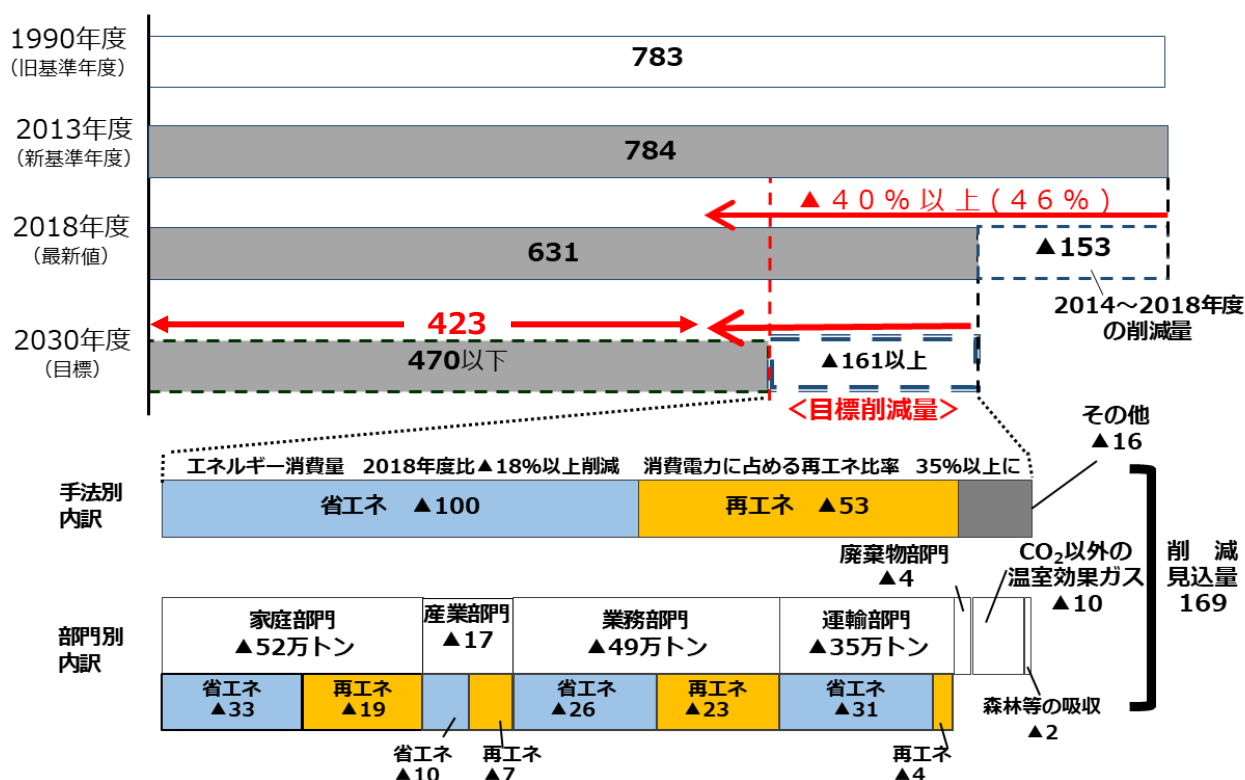 1990年度
（旧基準年度）
783
2013年度
（新基準年度）
784
▲４０％以上(４６％)
2018年度
（最新値）
631
▲153
2014～2018年度
の削減量
423
2030年度
（目標）
470以下
▲161以上
＜目標削減量＞
その他
▲16
エネルギー消費量　2018年度比▲18%以上削減
消費電力に占める再エネ比率　35%以上に
手法別
内訳
省エネ　▲100
再エネ　▲53
廃棄物部門
▲4
CO₂以外の
温室効果ガス
▲10
削　減
見込量
169
部門別
内訳
家庭部門
▲52万トン
産業部門
▲17
業務部門
▲49万トン
運輸部門
▲35万トン
省エネ
▲33
再エネ
▲19
省エネ
▲26
再エネ
▲23
省エネ
▲31
森林等の吸収
▲2
省エネ
▲10
再エネ
▲7
再エネ
▲4